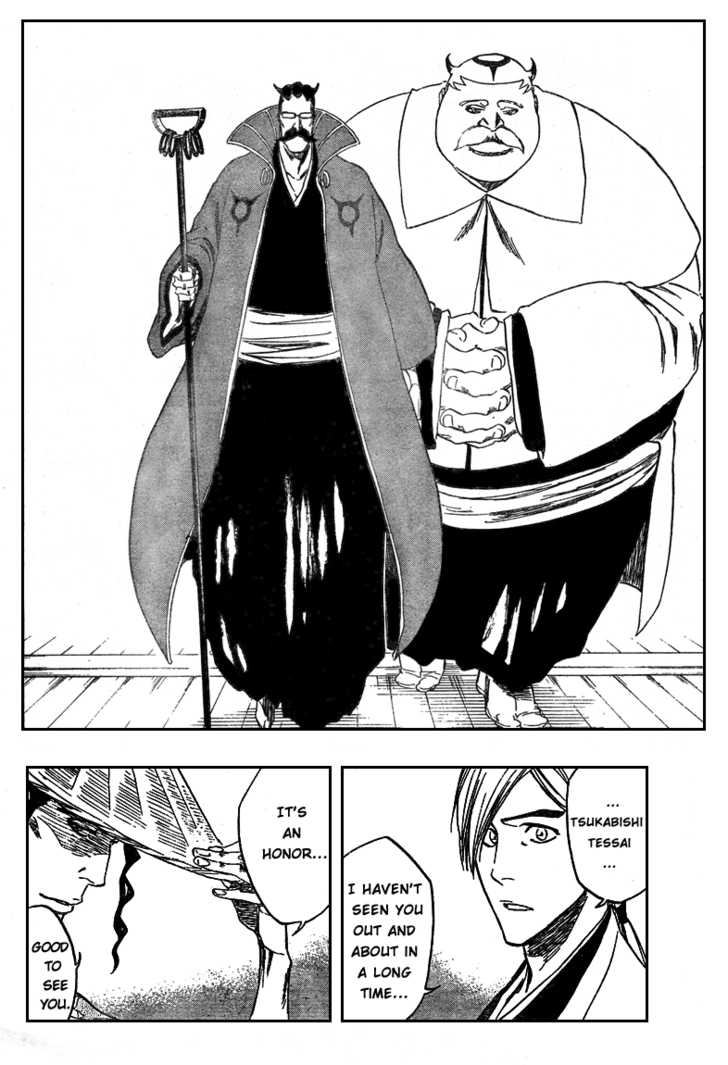 ...
TSUKABISHI
TESSAI
...
I HAVEN'T
SEEN YOU
OUT AND
ABOUT IN
A LONG
TIME...
IT'S
AN
HONOR...
GOOD
TO
SEE
YOU.